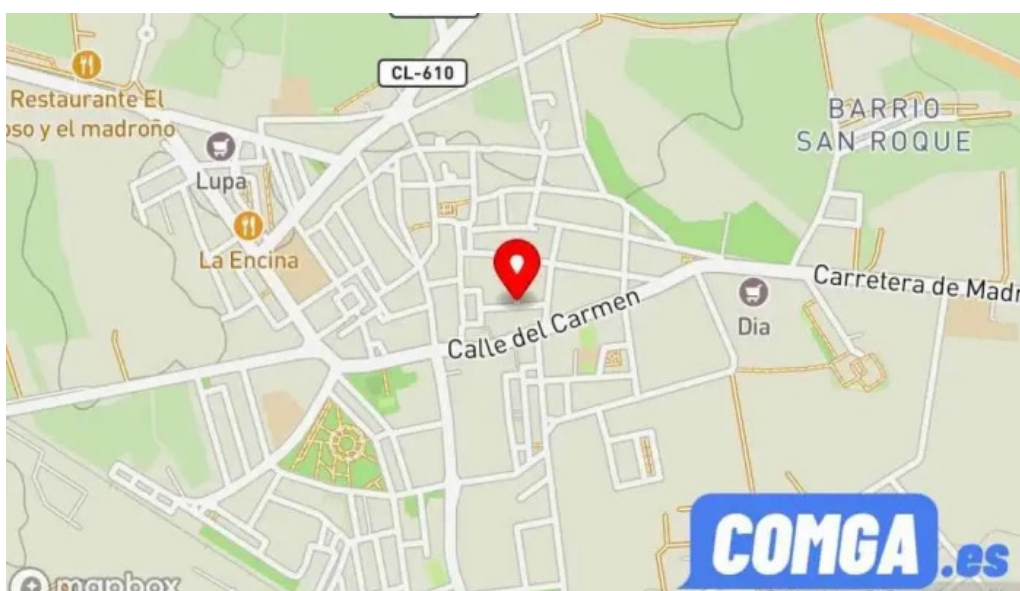 CL-610
Restaurante El
oso y el madroño
BARRIO
SAN ROQUE
Lupa
La Encina
Carretera de Madr
Calle del Carmen
Dia
COMGA.es
mapbox